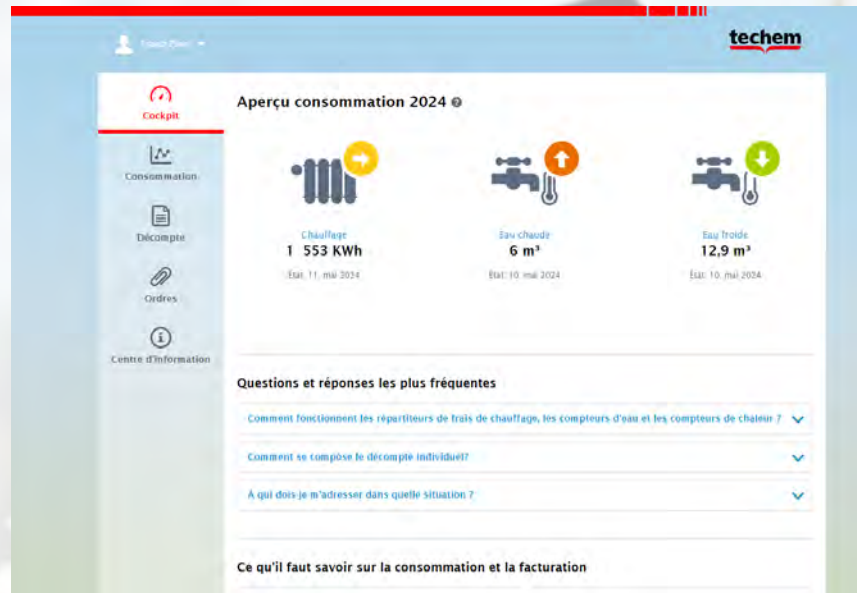 techem
Cockpit
Consommation
Décompte
Ordres
Centre d'information
Aperçu consommation 2024
Chauffage
1 553 KWh
État: 11. mai 2024
Eau chaude
6 m³
État: 10. mai 2024
Eau froide
12,9 m³
État: 10. mai 2024
Questions et réponses les plus fréquentes
Comment fonctionnent les répartiteurs de frais de chauffage, les compteurs d'eau et les compteurs de chaleur ?
Comment se compose le décompte individuel?
À qui dois-je m'adresser dans quelle situation ?
Ce qu'il faut savoir sur la consommation et la facturation